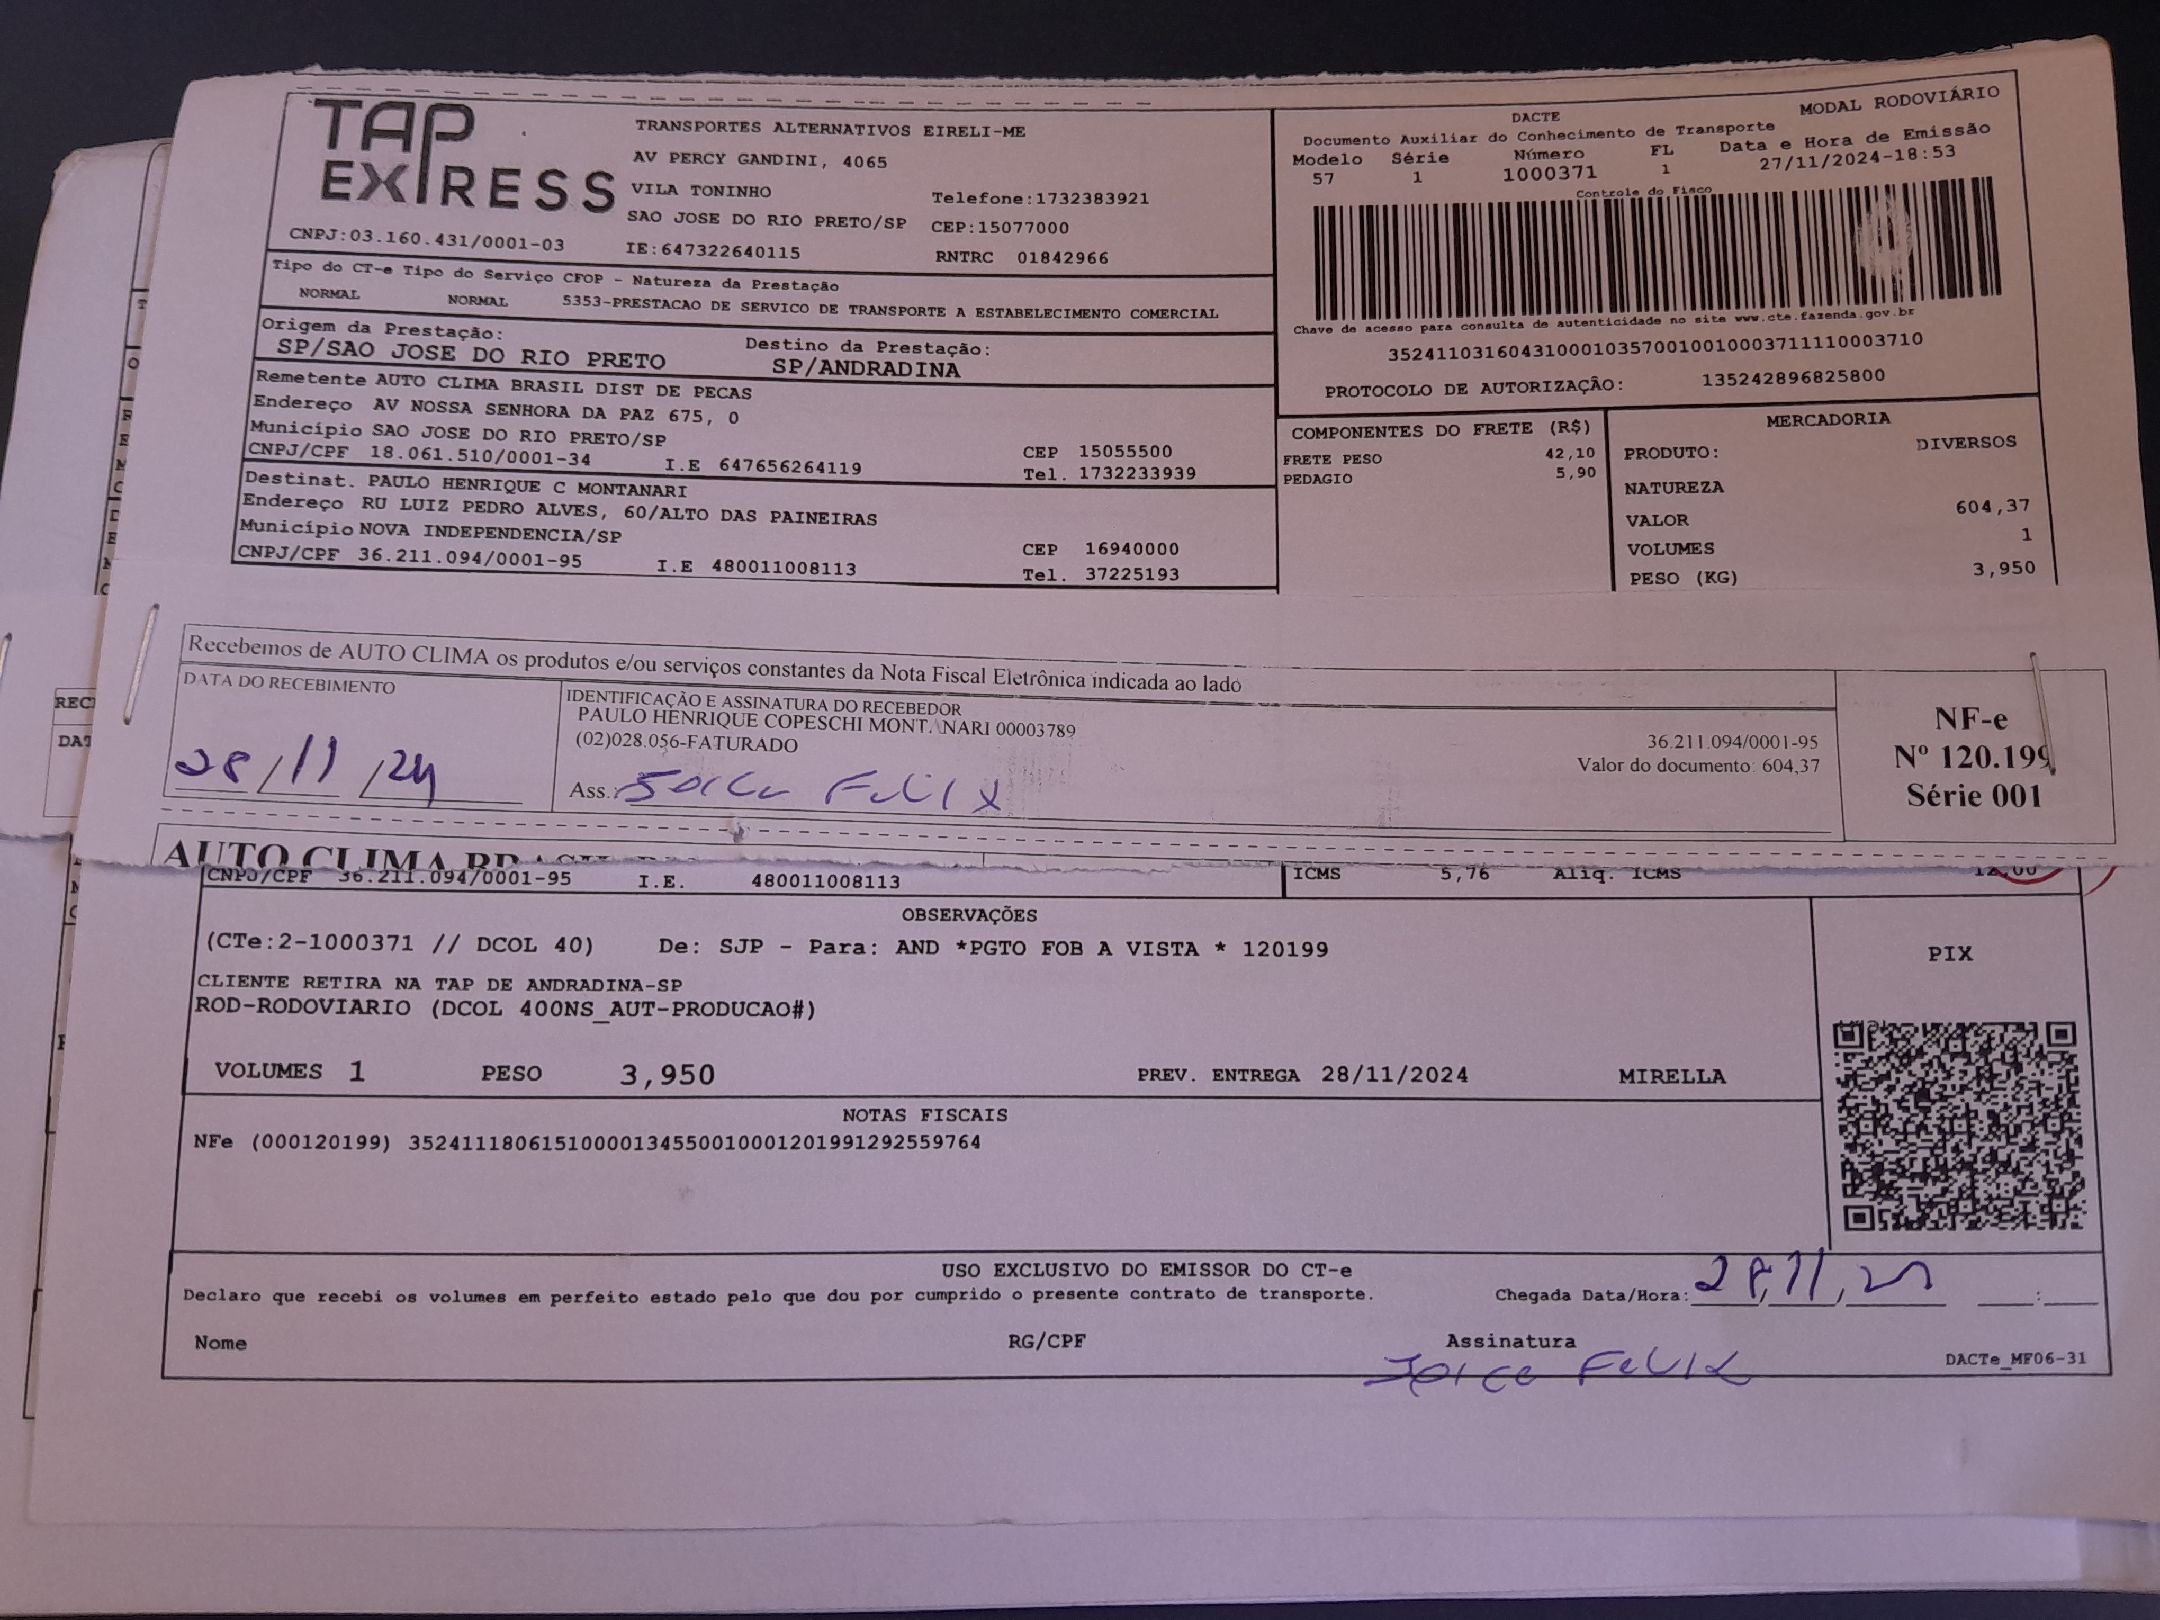 TAP
EXPRESS
TRANSPORTES ALTERNATIVOS EIRELI-ME
AV PERCY GANDINI, 4065
VILA TONINHO
Telefone:1732383921
SAO JOSE DO RIO PRETO/SP CEP:15077000
CNPJ:03.160.431/0001-03 IE:647322640115 RNTRC 01842966
DACTE MODAL RODOVIÁRIO
Documento Auxiliar do Conhecimento de Transporte
Modelo Série Número FL Data e Hora de Emissão
57 1 1000371 1 27/11/2024-18:53
Controle do Fisco
Chave de acesso para consulta de autenticidade no site www.cte.fazenda.gov.br
35241103160431000103570010010003711110003710
PROTOCOLO DE AUTORIZAÇÃO: 135242896825800
Tipo do CT-e Tipo do Serviço CFOP - Natureza da Prestação
NORMAL NORMAL 5353-PRESTACAO DE SERVICO DE TRANSPORTE A ESTABELECIMENTO COMERCIAL
Origem da Prestação: Destino da Prestação:
SP/SAO JOSE DO RIO PRETO SP/ANDRADINA
Remetente AUTO CLIMA BRASIL DIST DE PECAS
Endereço AV NOSSA SENHORA DA PAZ 675, 0
Município SAO JOSE DO RIO PRETO/SP CEP 15055500
CNPJ/CPF 18.061.510/0001-34 I.E 647656264119 Tel. 1732233939
Destinat. PAULO HENRIQUE C MONTANARI
Endereço RU LUIZ PEDRO ALVES, 60/ALTO DAS PAINEIRAS
Município NOVA INDEPENDENCIA/SP CEP 16940000
CNPJ/CPF 36.211.094/0001-95 I.E 480011008113 Tel. 37225193
COMPONENTES DO FRETE (R$)
FRETE PESO 42,10
PEDAGIO 5,90
MERCADORIA
PRODUTO: DIVERSOS
NATUREZA
VALOR 604,37
VOLUMES 1
PESO (KG) 3,950
Recebemos de AUTO CLIMA os produtos e/ou serviços constantes da Nota Fiscal Eletrônica indicada ao lado
DATA DO RECEBIMENTO
28/11/24
IDENTIFICAÇÃO E ASSINATURA DO RECEBEDOR
PAULO HENRIQUE COPESCHI MONTANARI 00003789
(02)028.056-FATURADO
36.211.094/0001-95
Valor do documento: 604,37
Ass.: Joice Felix
NF-e
Nº 120.199
Série 001
AUTO CLIMA BRASIL
CNPJ/CPF 36.211.094/0001-95 I.E. 480011008113 ICMS 5,76 Aliq. ICMS 12,00
OBSERVAÇÕES
(CTe:2-1000371 // DCOL 40) De: SJP - Para: AND *PGTO FOB A VISTA * 120199
CLIENTE RETIRA NA TAP DE ANDRADINA-SP
ROD-RODOVIARIO (DCOL 400NS_AUT-PRODUCAO#)
PIX
VOLUMES 1 PESO 3,950 PREV. ENTREGA 28/11/2024 MIRELLA
NOTAS FISCAIS
NFe (000120199) 35241118061510000134550010001201991292559764
USO EXCLUSIVO DO EMISSOR DO CT-e
Declaro que recebi os volumes em perfeito estado pelo que dou por cumprido o presente contrato de transporte. Chegada Data/Hora: 28/11/24 :
Nome RG/CPF Assinatura
Joice Felix
DACTe_MF06-31